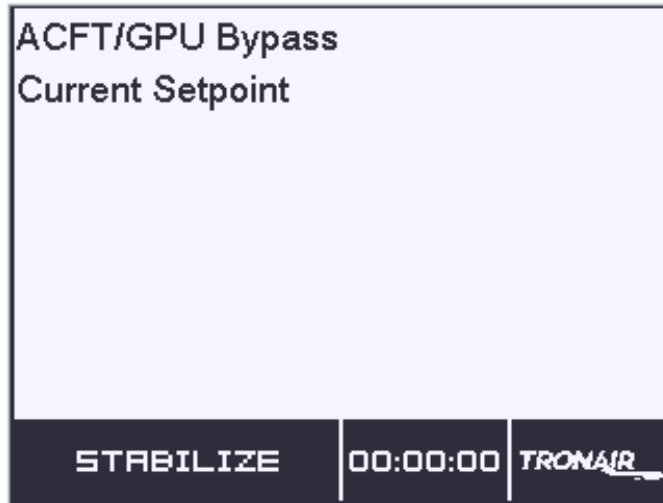 ACFT/GPU Bypass
Current Setpoint
STABILIZE
00:00:00
TRONAIR